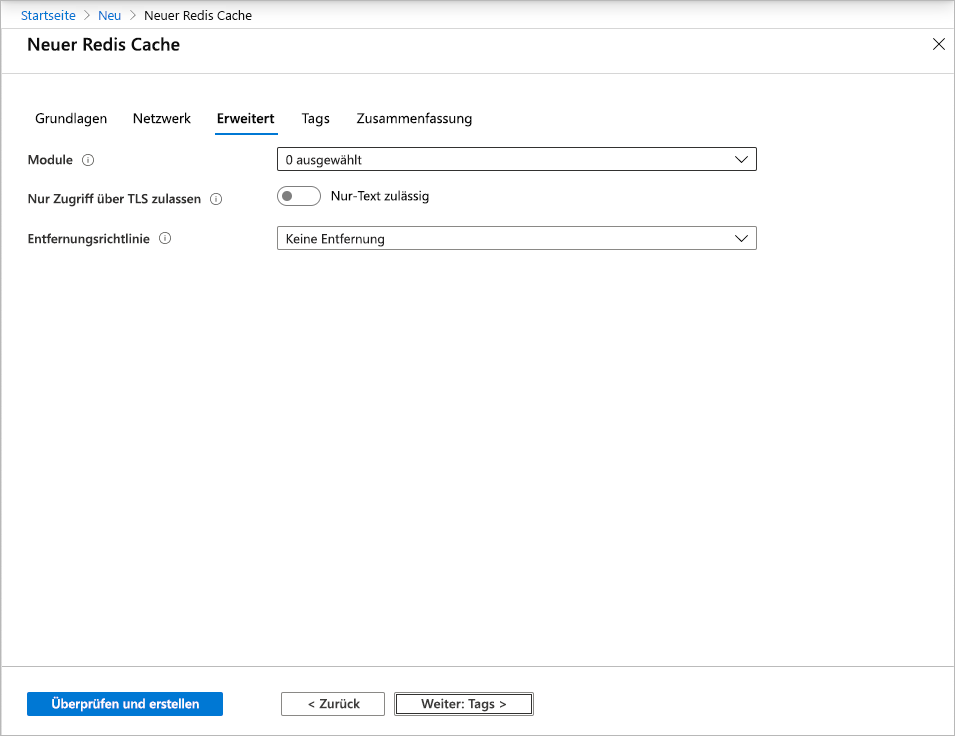 Startseite > Neu > Neuer Redis Cache
Neuer Redis Cache
Grundlagen Netzwerk Erweitert Tags Zusammenfassung
Module 0 ausgewählt
Nur Zugriff über TLS zulassen Nur-Text zulässig
Entfernungsrichtlinie Keine Entfernung
Überprüfen und erstellen < Zurück Weiter: Tags >